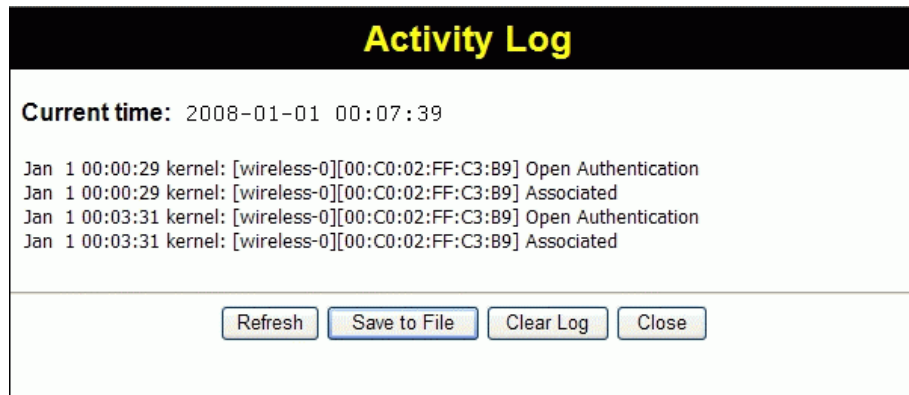 Activity Log
Current time: 2008-01-01 00:07:39
Jan 1 00:00:29 kernel: [wireless-0][00:C0:02:FF:C3:B9] Open Authentication
Jan 1 00:00:29 kernel: [wireless-0][00:C0:02:FF:C3:B9] Associated
Jan 1 00:03:31 kernel: [wireless-0][00:C0:02:FF:C3:B9] Open Authentication
Jan 1 00:03:31 kernel: [wireless-0][00:C0:02:FF:C3:B9] Associated
Refresh Save to File Clear Log Close